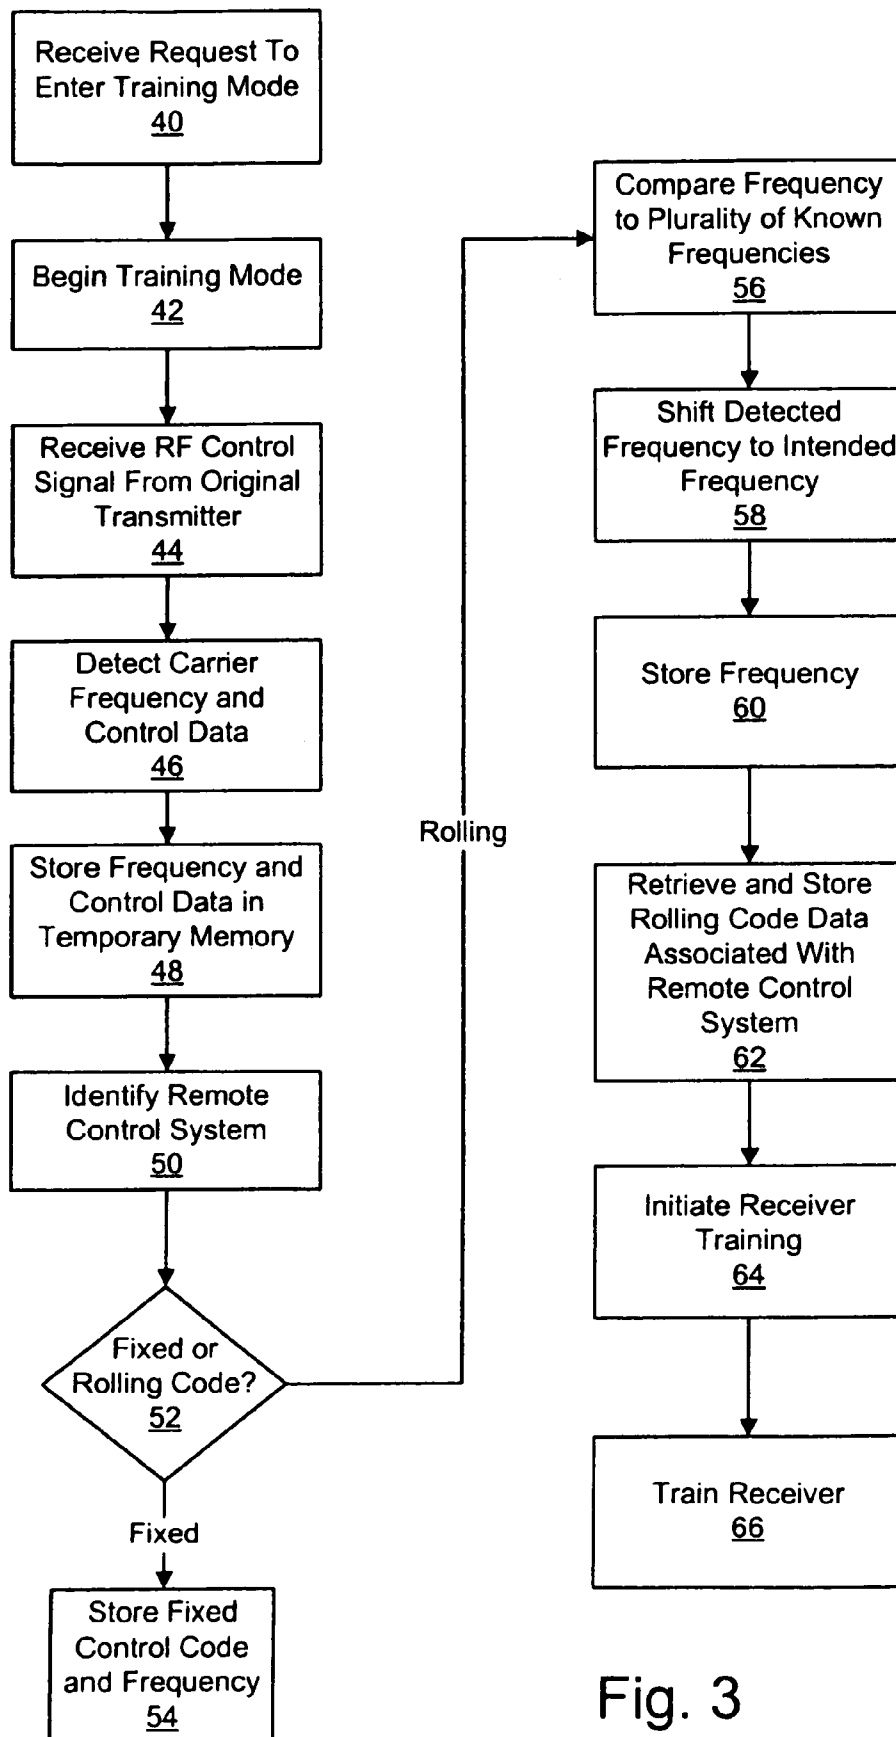 Receive Request To
Enter Training Mode
40
Begin Training Mode
42
Receive RF Control
Signal From Original
Transmitter
44
Detect Carrier
Frequency and
Control Data
46
Store Frequency and
Control Data in
Temporary Memory
48
Identify Remote
Control System
50
Fixed or
Rolling Code?
52
Fixed
Store Fixed
Control Code
and Frequency
54
Rolling
Compare Frequency
to Plurality of Known
Frequencies
56
Shift Detected
Frequency to Intended
Frequency
58
Store Frequency
60
Retrieve and Store
Rolling Code Data
Associated With
Remote Control
System
62
Initiate Receiver
Training
64
Train Receiver
66
Fig. 3